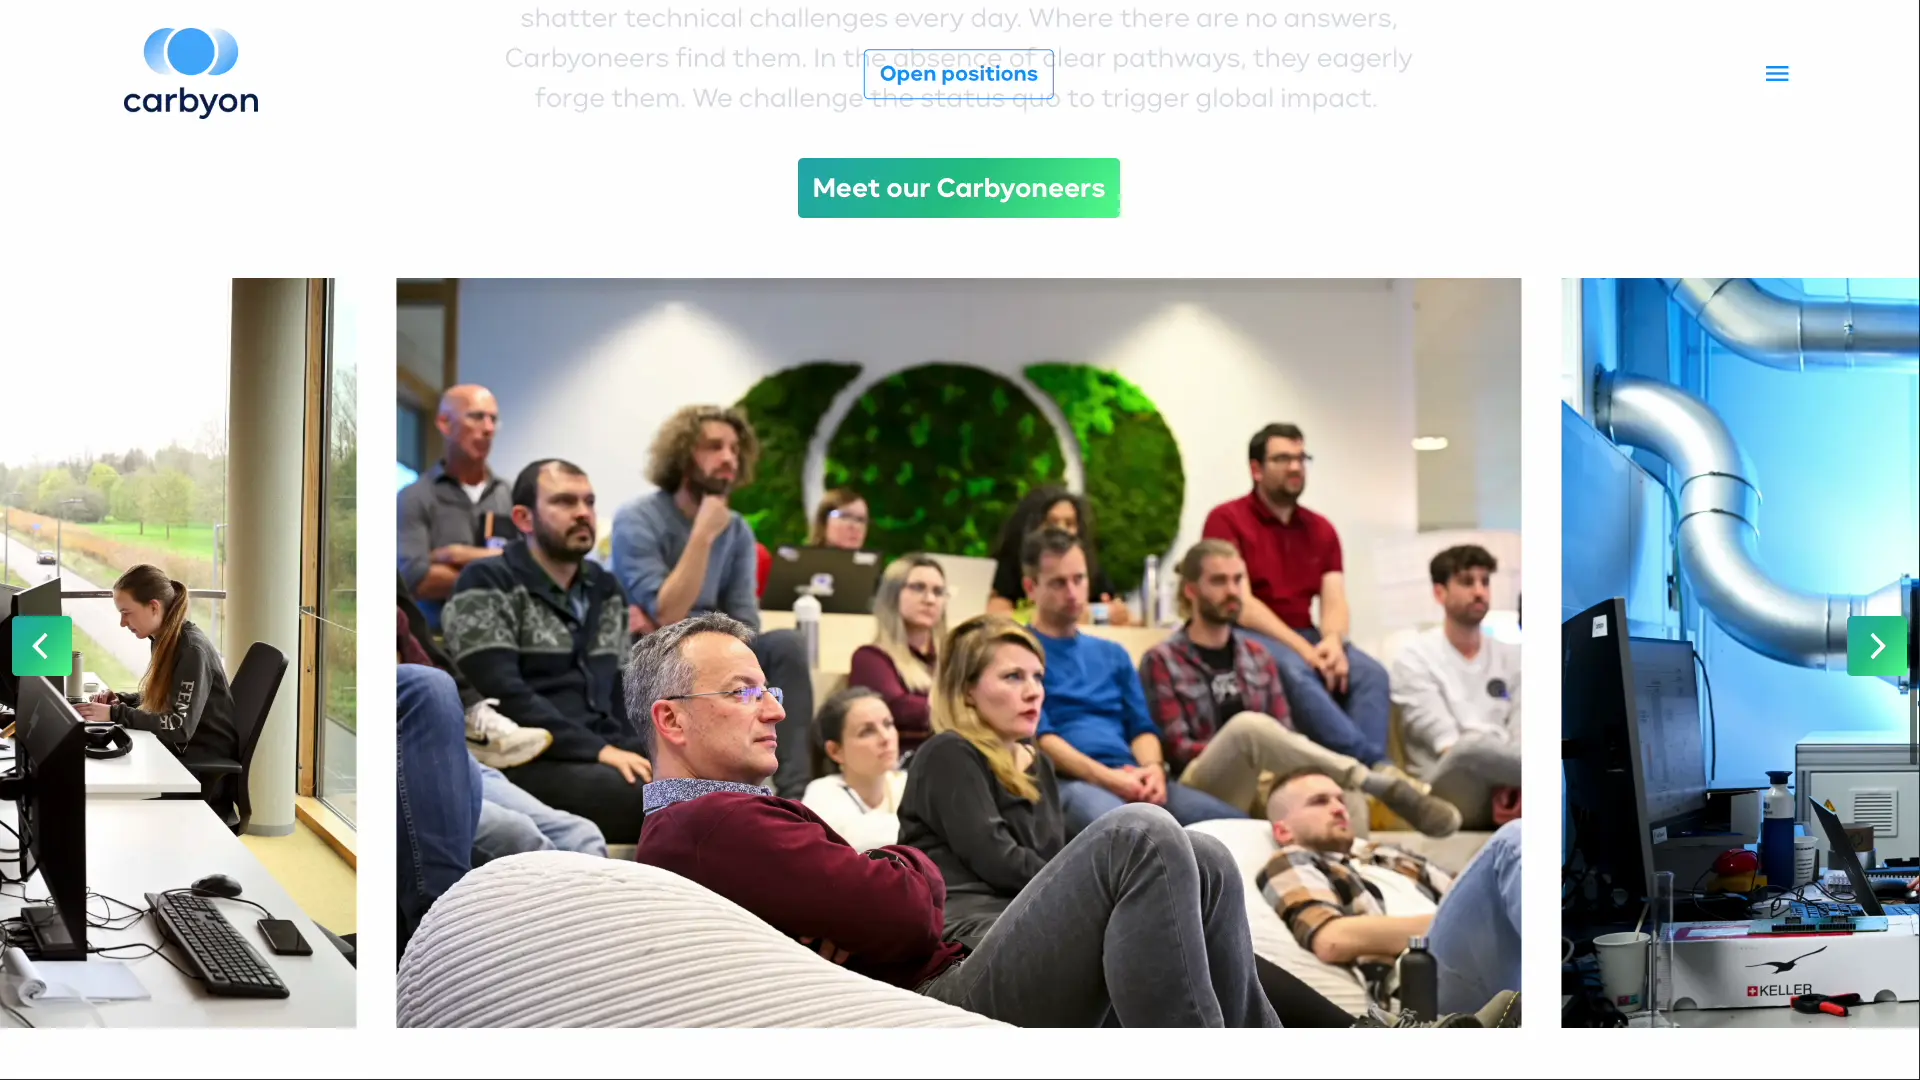 shatter technical challenges every day. Where there are no answers,
Carbyoneers find them. In the absence of clear pathways, they eagerly
forge them. We challenge the status quo to trigger global impact.
Open positions
carbyon
Meet our Carbyoneers
KELLER